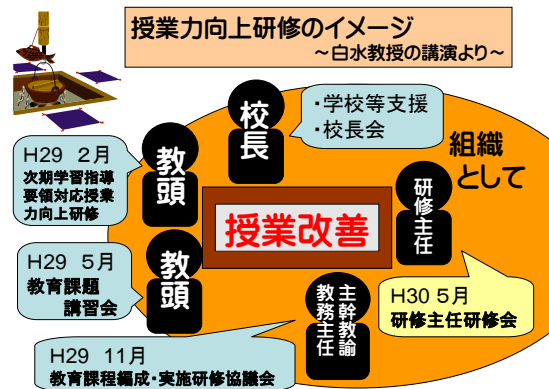 授業力向上研修のイメージ
～白水教授の講演より～
校長
・学校等支援
・校長会
組織
として
教頭
H29 2月
次期学習指導
要領対応授業
力向上研修
研修主任
授業改善
教頭
H29 5月
教育課題
講習会
主幹教諭
教務主任
H30 5月
研修主任研修会
H29 11月
教育課程編成・実施研修協議会